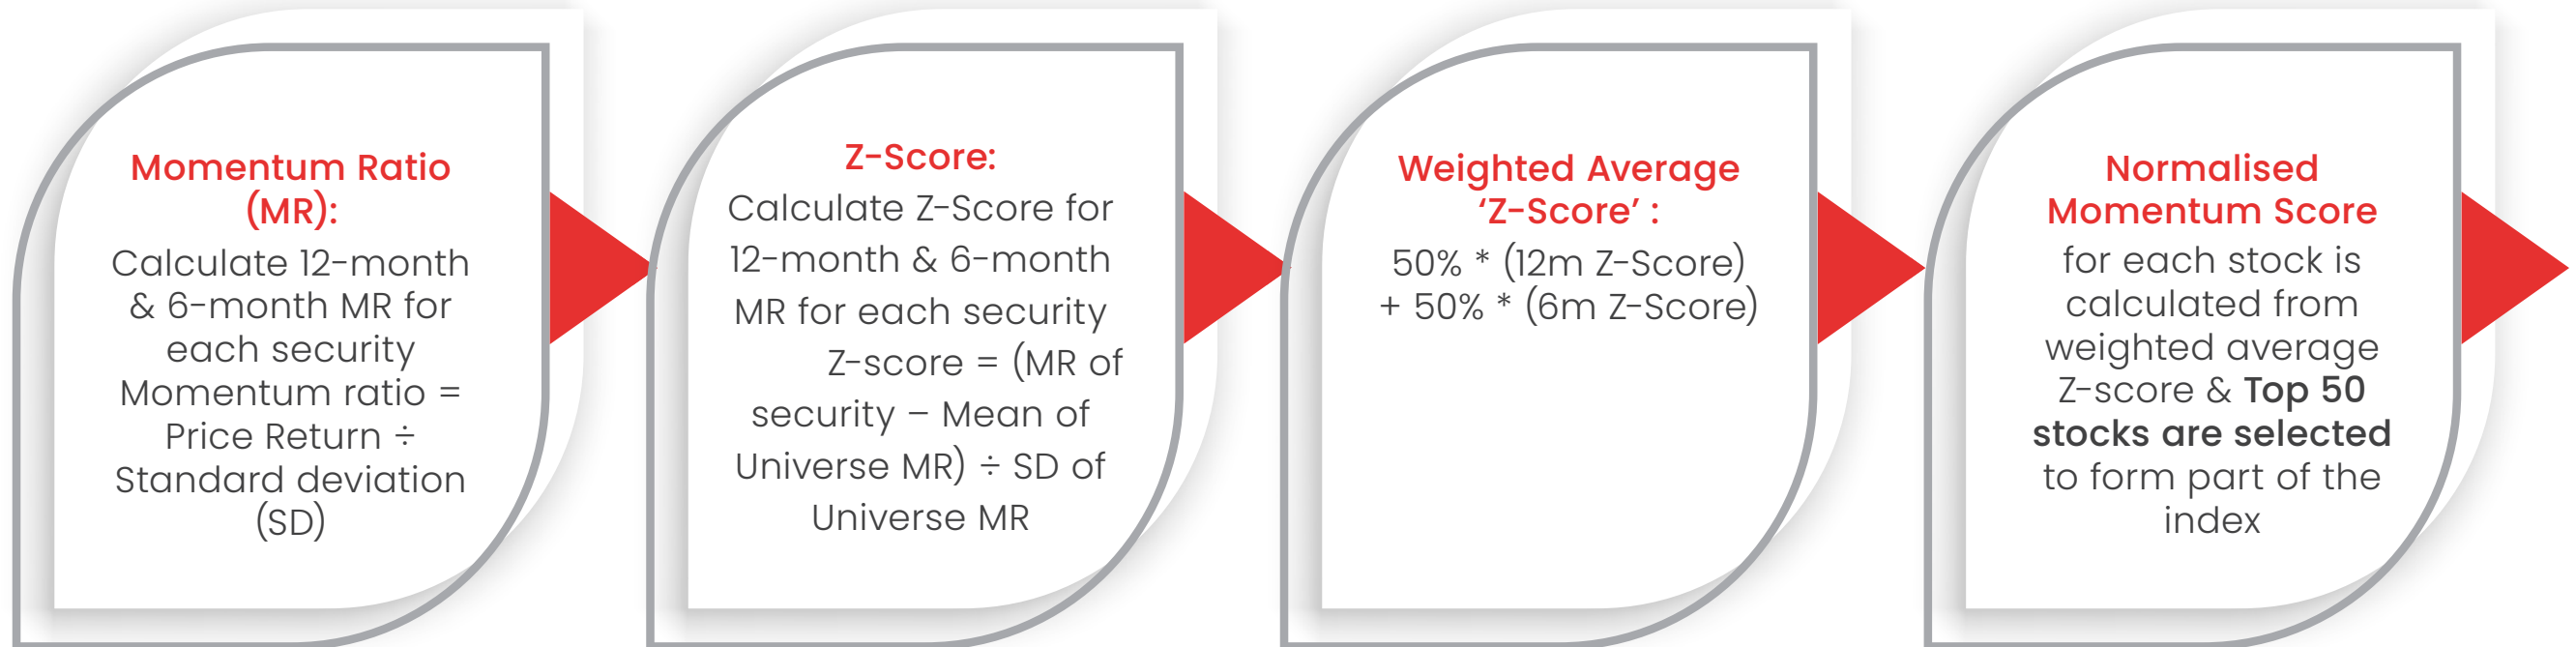 Momentum Ratio
(MR):
Calculate 12-month
& 6-month MR for
each security
Momentum ratio =
Price Return ÷
Standard deviation
(SD)
Z-Score:
Calculate Z-Score for
12-month & 6-month
MR for each security
Z-score = (MR of
security – Mean of
Universe MR) ÷ SD of
Universe MR
Weighted Average
‘Z-Score’ :
50% * (12m Z-Score)
+ 50% * (6m Z-Score)
Normalised
Momentum Score
for each stock is
calculated from
weighted average
Z-score & Top 50
stocks are selected
to form part of the
index